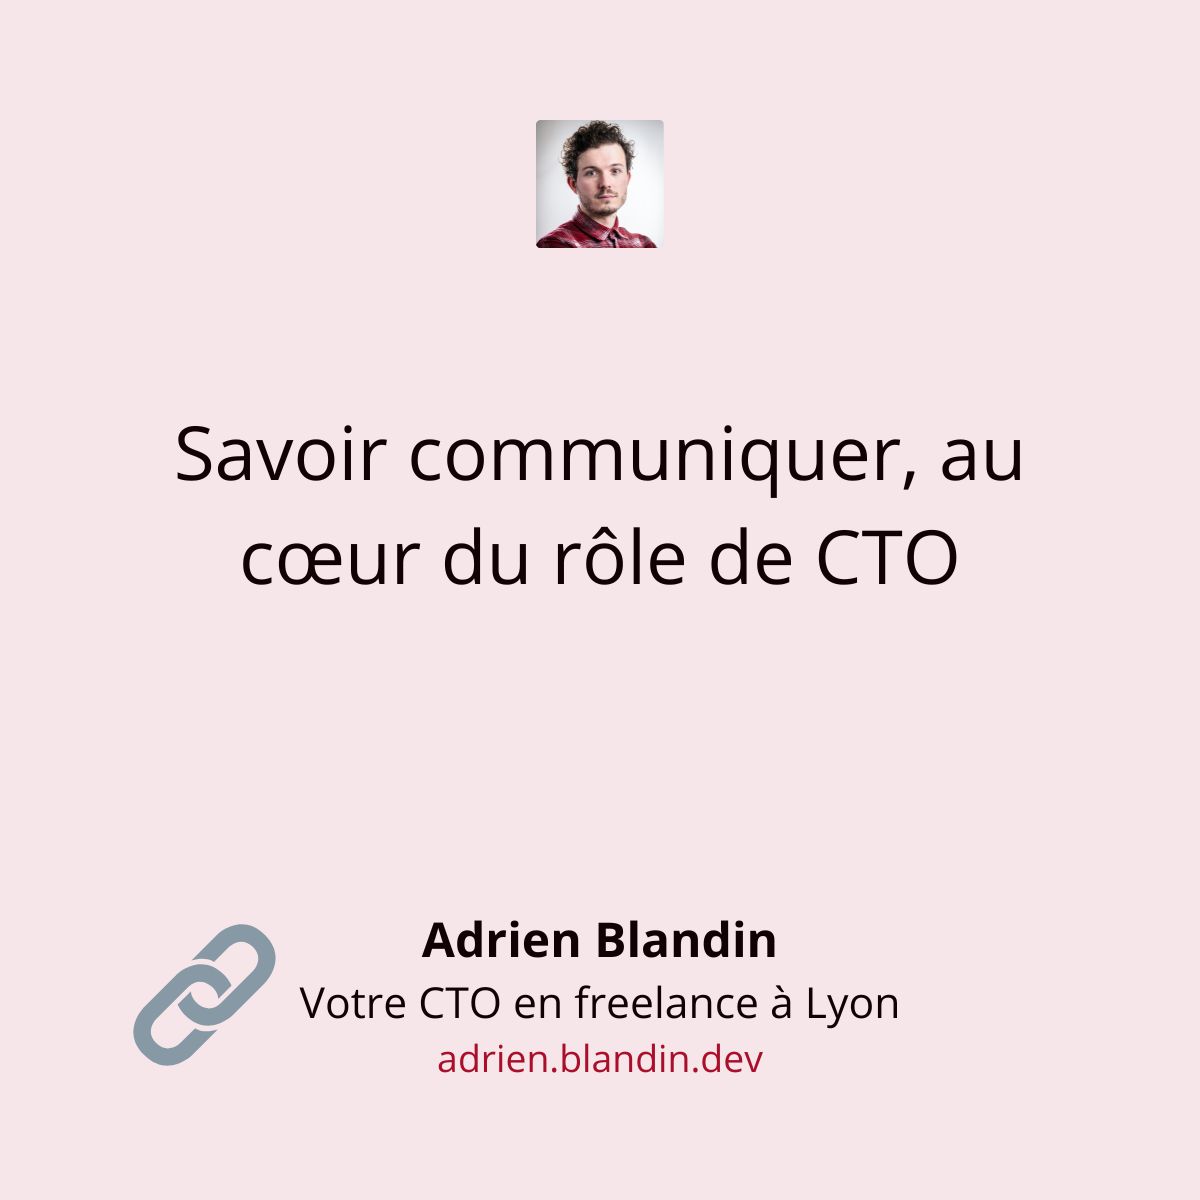 Savoir communiquer, au
cœur du rôle de CTO
Adrien Blandin
Votre CTO en freelance à Lyon
adrien.blandin.dev